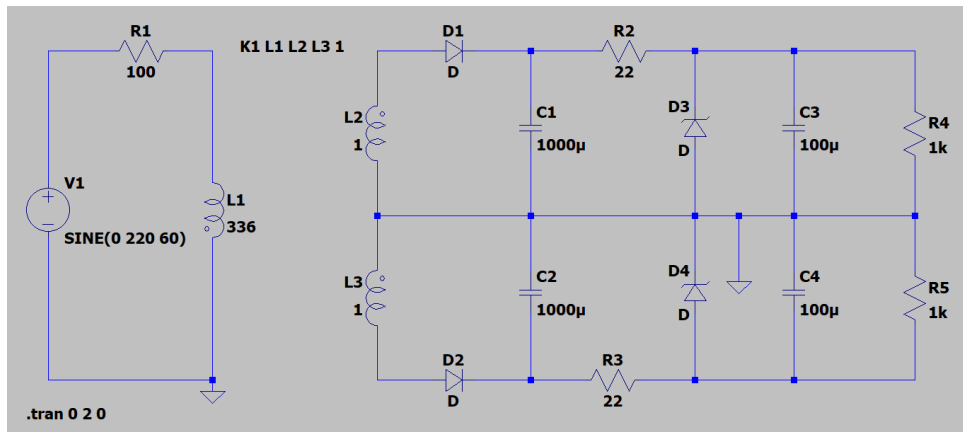 R1
100
K1 L1 L2 L3 1
D1
D
R2
22
L2
1
C1
1000µ
D3
D
C3
100µ
R4
1k
V1
SINE(0 220 60)
L1
336
L3
1
C2
1000µ
D4
D
C4
100µ
R5
1k
D2
D
R3
22
.tran 0 2 0